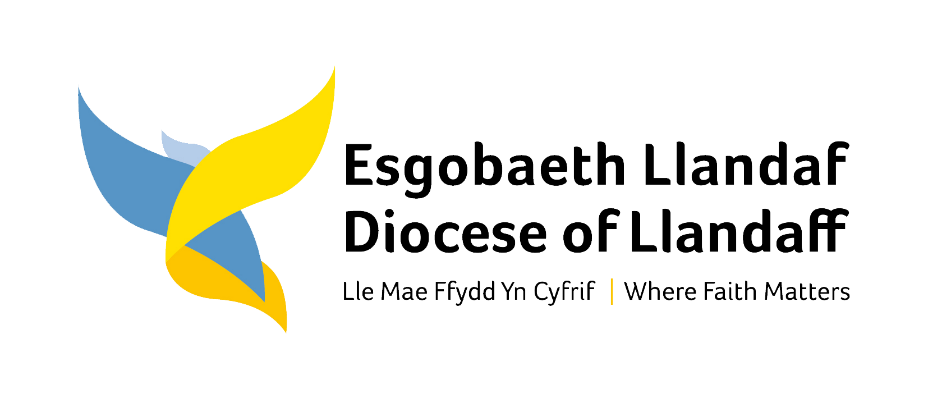 Esgobaeth Llandaf
Diocese of Llandaff
Lle Mae Ffydd Yn Cyfrif | Where Faith Matters